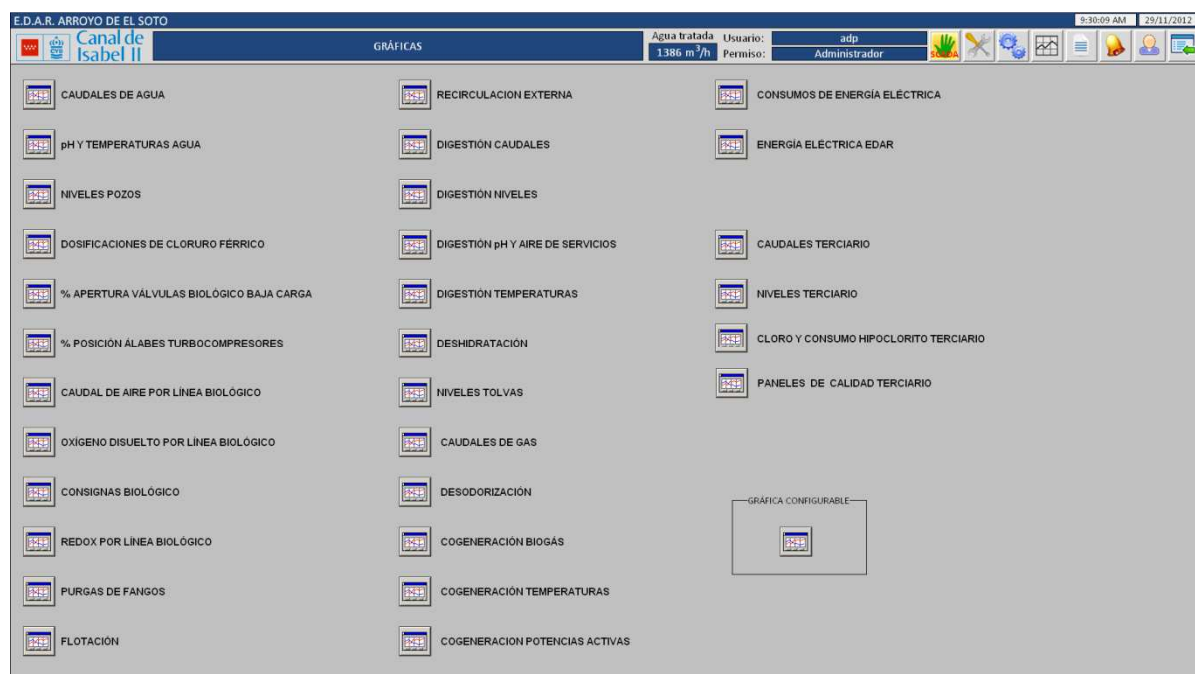 E.D.A.R. ARROYO DE EL SOTO
9:30:09 AM 29/11/2012
Canal de
Isabel II
GRÁFICAS
Agua tratada
1386 m³/h
Usuario: adp
Permiso: Administrador
SONDA
CAUDALES DE AGUA
pH Y TEMPERATURAS AGUA
NIVELES POZOS
DOSIFICACIONES DE CLORURO FÉRRICO
% APERTURA VÁLVULAS BIOLÓGICO BAJA CARGA
% POSICIÓN ÁLABES TURBOCOMPRESORES
CAUDAL DE AIRE POR LÍNEA BIOLÓGICO
OXÍGENO DISUELTO POR LÍNEA BIOLÓGICO
CONSIGNAS BIOLÓGICO
REDOX POR LÍNEA BIOLÓGICO
PURGAS DE FANGOS
FLOTACIÓN
RECIRCULACION EXTERNA
DIGESTIÓN CAUDALES
DIGESTIÓN NIVELES
DIGESTIÓN pH Y AIRE DE SERVICIOS
DIGESTIÓN TEMPERATURAS
DESHIDRATACIÓN
NIVELES TOLVAS
CAUDALES DE GAS
DESODORIZACIÓN
COGENERACIÓN BIOGÁS
COGENERACIÓN TEMPERATURAS
COGENERACION POTENCIAS ACTIVAS
CONSUMOS DE ENERGÍA ELÉCTRICA
ENERGÍA ELÉCTRICA EDAR
CAUDALES TERCIARIO
NIVELES TERCIARIO
CLORO Y CONSUMO HIPOCLORITO TERCIARIO
PANELES DE CALIDAD TERCIARIO
GRÁFICA CONFIGURABLE